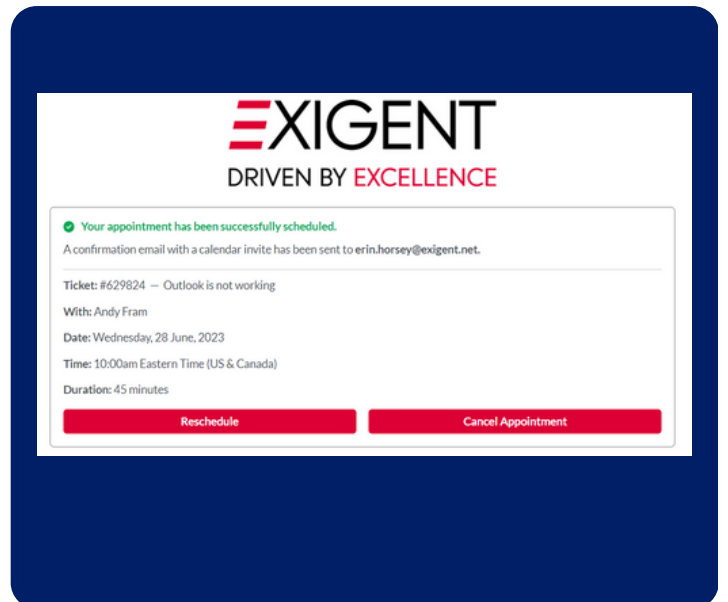 EXIGENT
DRIVEN BY EXCELLENCE
Your appointment has been successfully scheduled.
A confirmation email with a calendar invite has been sent to erin.horsey@exigent.net.
Ticket: #629824 — Outlook is not working
With: Andy Fram
Date: Wednesday, 28 June, 2023
Time: 10:00am Eastern Time (US & Canada)
Duration: 45 minutes
Reschedule Cancel Appointment